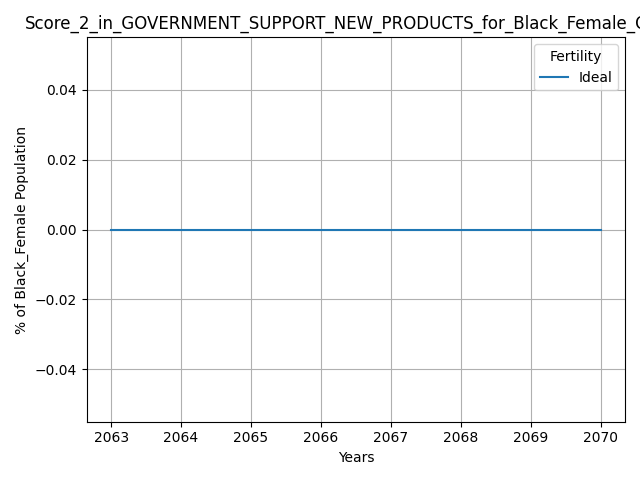 Score_2_in_GOVERNMENT_SUPPORT_NEW_PRODUCTS_for_Black_Female_
Fertility
Ideal
0.04
0.02
0.00
−0.02
−0.04
% of Black_Female Population
2063 2064 2065 2066 2067 2068 2069 2070
Years